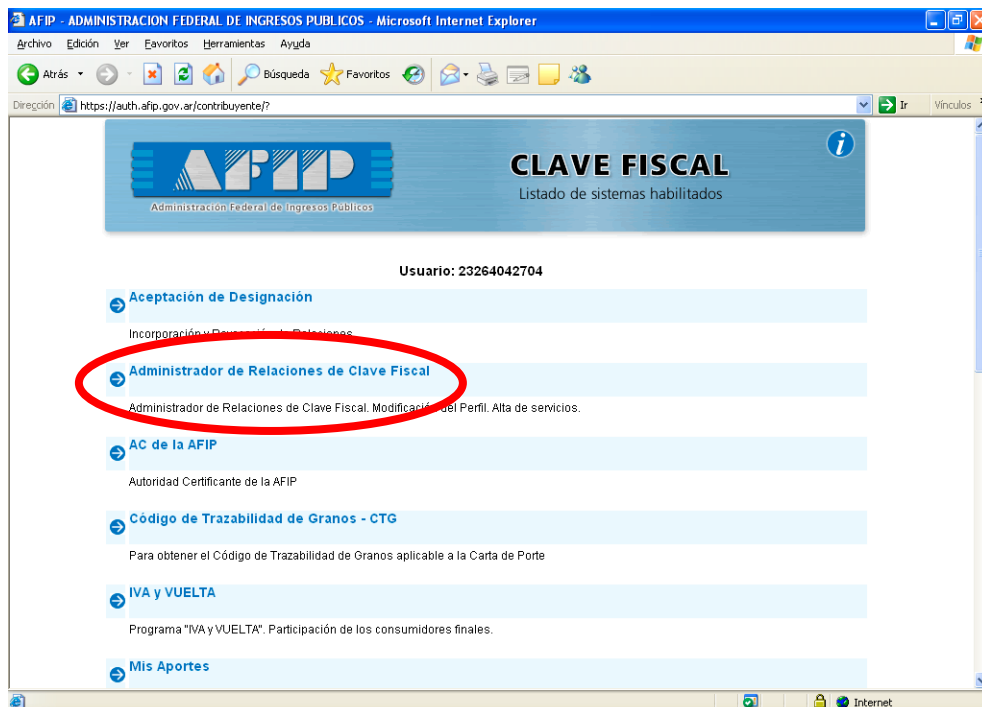 AFIP - ADMINISTRACION FEDERAL DE INGRESOS PUBLICOS - Microsoft Internet Explorer
Archivo Edición Ver Favoritos Herramientas Ayuda
Atrás Búsqueda Favoritos
Dirección https://auth.afip.gov.ar/contribuyente/? Ir Vínculos
AFIP
Administración Federal de Ingresos Públicos
CLAVE FISCAL
Listado de sistemas habilitados
i
Usuario: 23264042704
Aceptación de Designación
Incorporación y Revocación de Relaciones
Administrador de Relaciones de Clave Fiscal
Administrador de Relaciones de Clave Fiscal. Modificación del Perfil. Alta de servicios.
AC de la AFIP
Autoridad Certificante de la AFIP
Código de Trazabilidad de Granos - CTG
Para obtener el Código de Trazabilidad de Granos aplicable a la Carta de Porte
IVA y VUELTA
Programa "IVA y VUELTA". Participación de los consumidores finales.
Mis Aportes
Internet